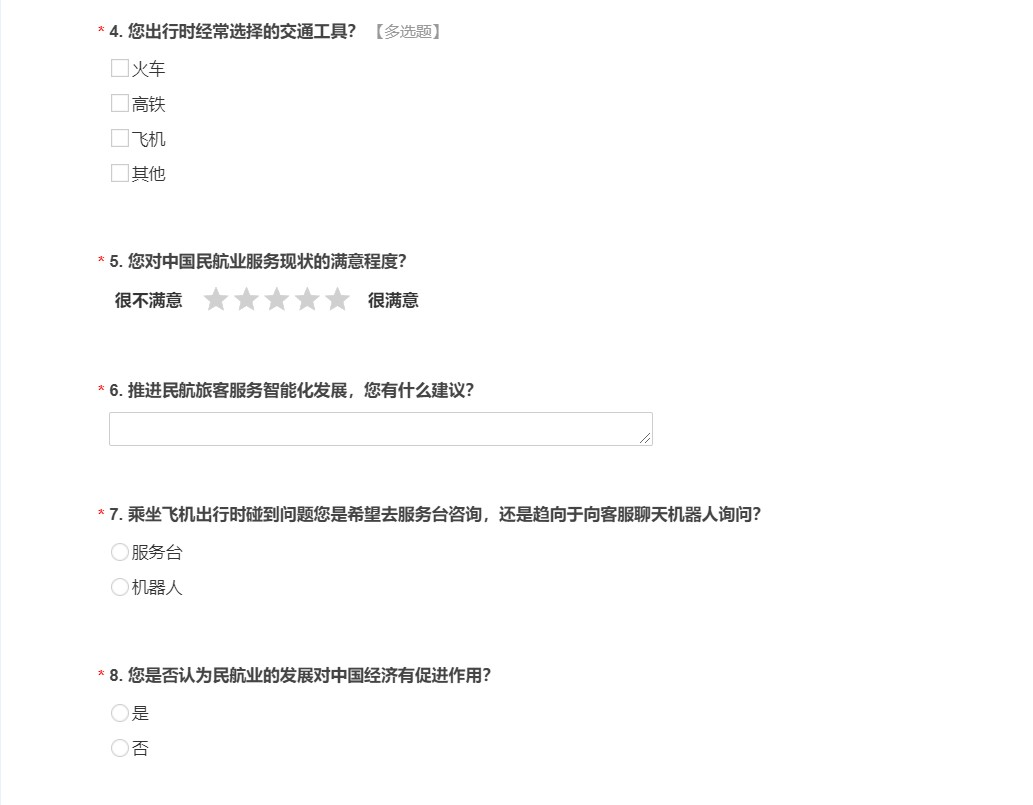 * 4. 您出行时经常选择的交通工具? 【多选题】
火车
高铁
飞机
其他
* 5. 您对中国民航业服务现状的满意程度?
很不满意 很满意
* 6. 推进民航旅客服务智能化发展，您有什么建议?
* 7. 乘坐飞机出行时碰到问题您是希望去服务台咨询，还是趋向于向客服聊天机器人询问?
服务台
机器人
* 8. 您是否认为民航业的发展对中国经济有促进作用?
是
否